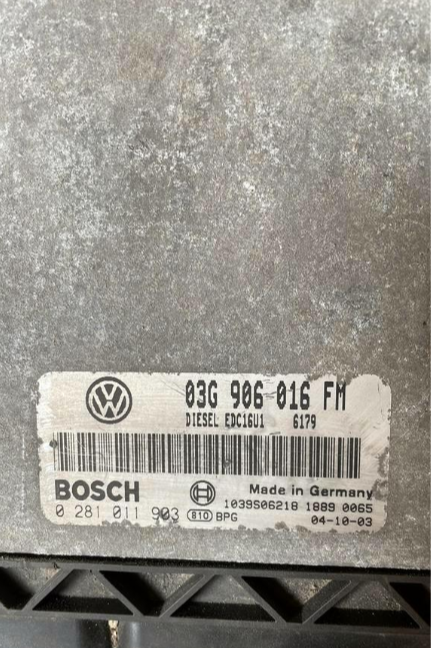 03G 906 016 FM
DIESEL EDC16U1 6179
BOSCH
Made in Germany
1039S06218 1889 0065
0 281 011 903 810 BPG
04-10-03